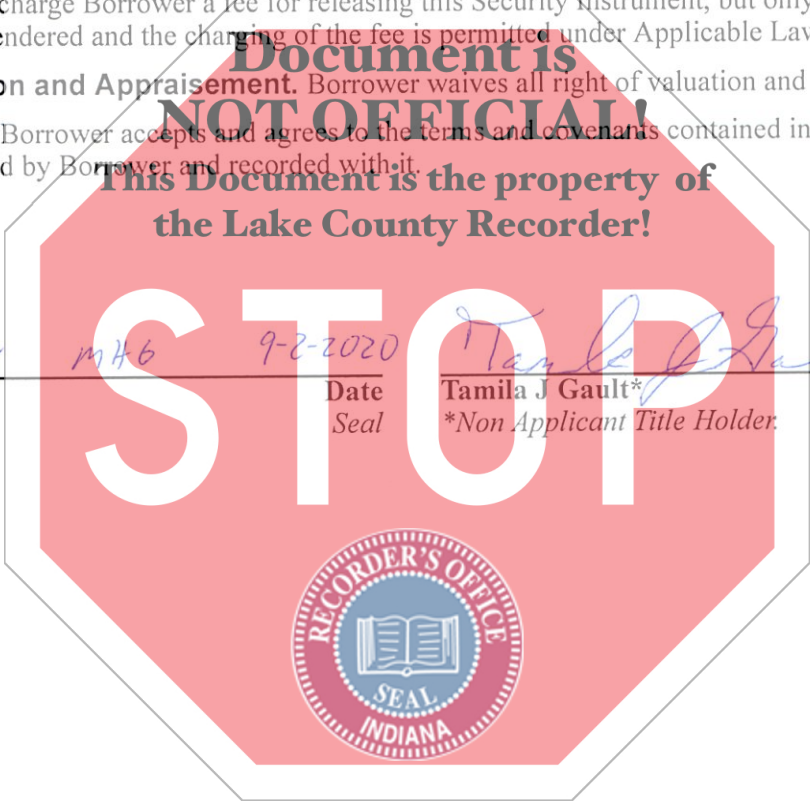 charge Borrower a fee for releasing this Security Instrument, but only
endered and the charging of the fee is permitted under Applicable Law
Document is
on and Appraisement. Borrower waives all right of valuation and
NOT OFFICIAL!
Borrower accepts and agrees to the terms and covenants contained in
d by Borrower and recorded with it.
This Document is the property of
the Lake County Recorder!
STOP
MHG 9-2-2020
Date Tamila J Gault*
Seal *Non Applicant Title Holder.
RECORDER'S OFFICE
SEAL
INDIANA